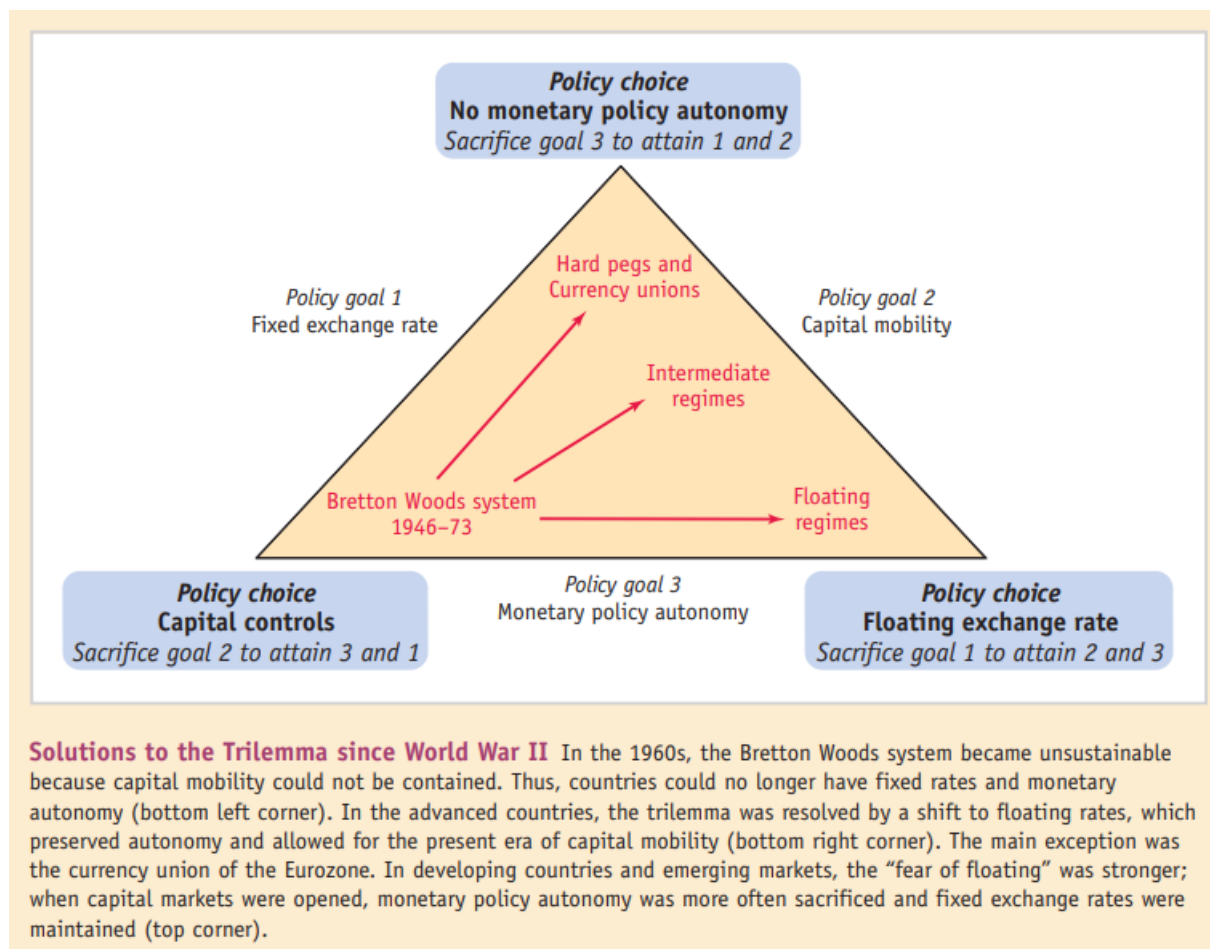 Policy choice
No monetary policy autonomy
Sacrifice goal 3 to attain 1 and 2
Hard pegs and
Currency unions
Policy goal 1
Fixed exchange rate
Policy goal 2
Capital mobility
Intermediate
regimes
Bretton Woods system
1946–73
Floating
regimes
Policy choice
Capital controls
Sacrifice goal 2 to attain 3 and 1
Policy goal 3
Monetary policy autonomy
Policy choice
Floating exchange rate
Sacrifice goal 1 to attain 2 and 3
Solutions to the Trilemma since World War II In the 1960s, the Bretton Woods system became unsustainable
because capital mobility could not be contained. Thus, countries could no longer have fixed rates and monetary
autonomy (bottom left corner). In the advanced countries, the trilemma was resolved by a shift to floating rates, which
preserved autonomy and allowed for the present era of capital mobility (bottom right corner). The main exception was
the currency union of the Eurozone. In developing countries and emerging markets, the “fear of floating” was stronger;
when capital markets were opened, monetary policy autonomy was more often sacrificed and fixed exchange rates were
maintained (top corner).